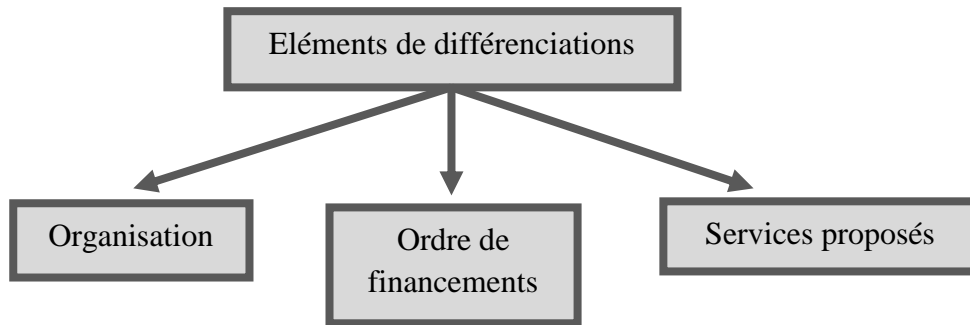 Eléments de différenciations
Organisation
Ordre de
financements
Services proposés